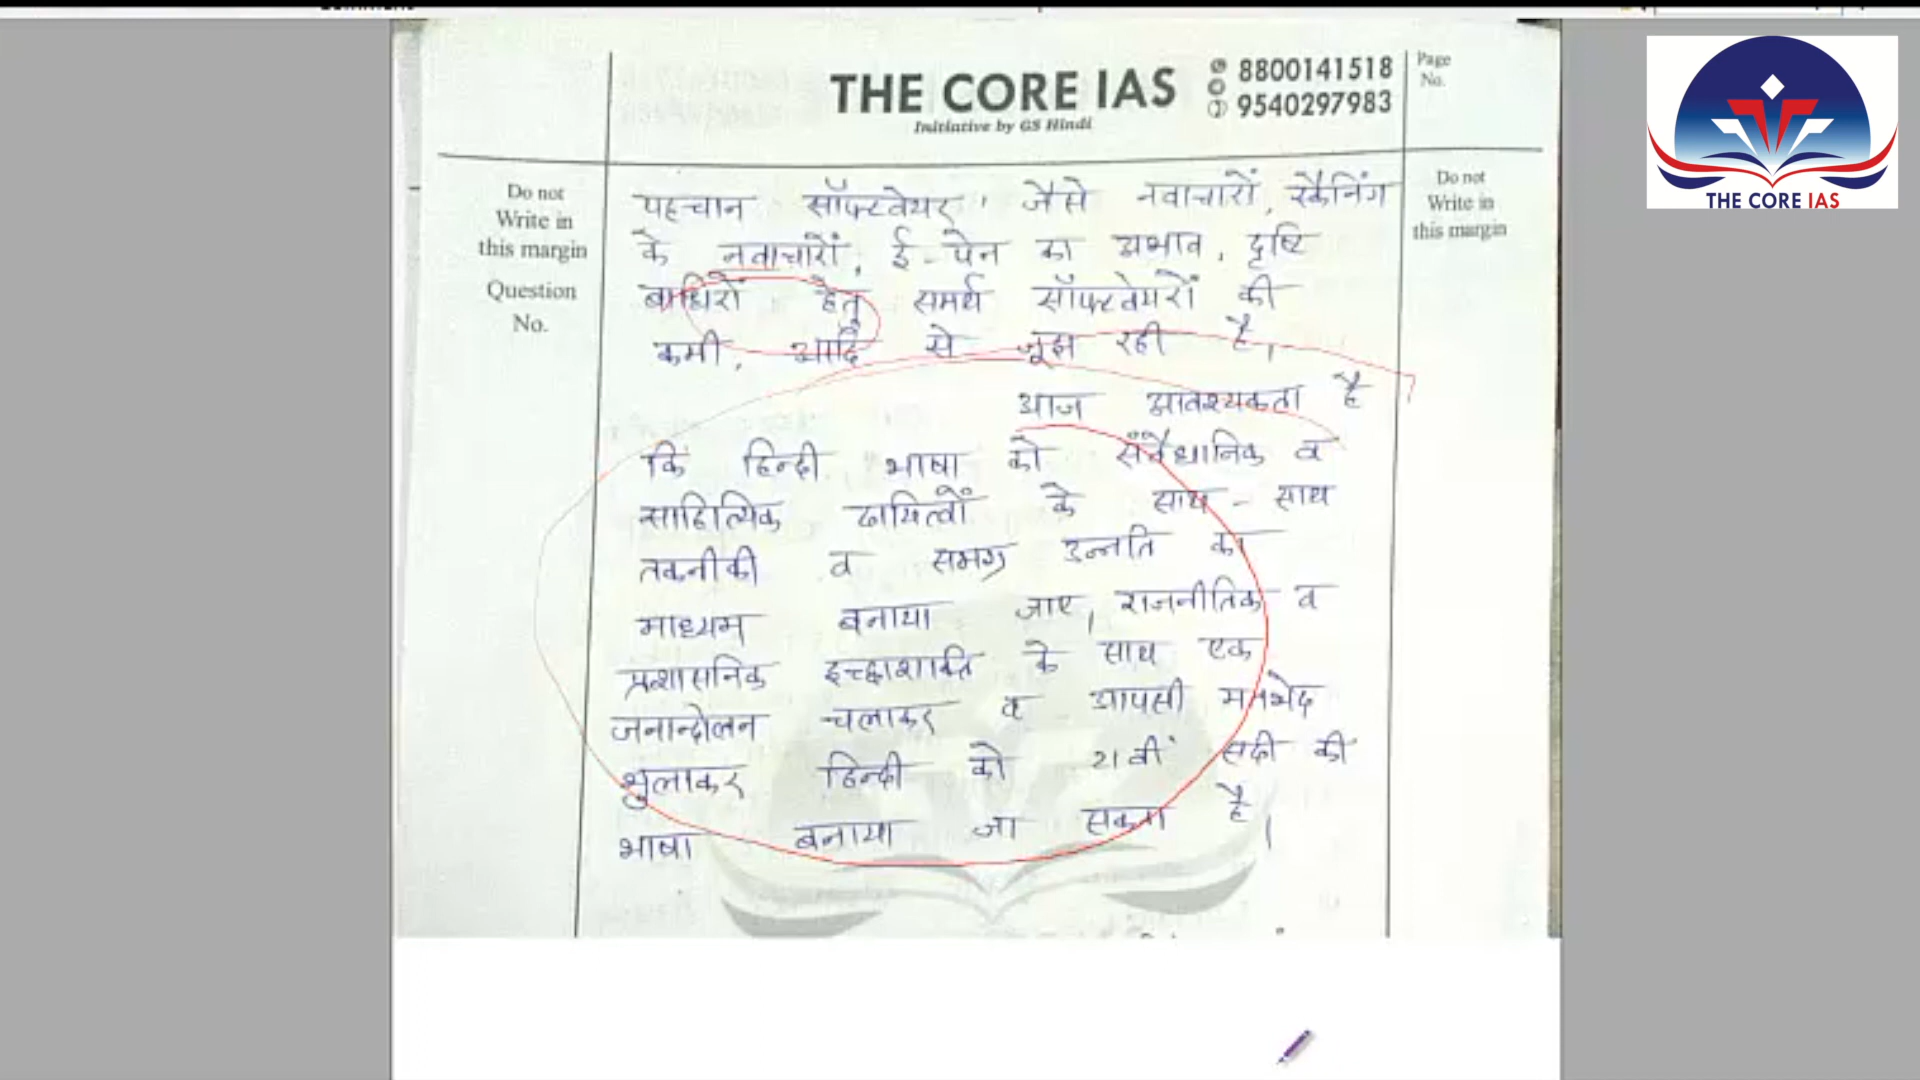 THE CORE IAS
Initiative by GS Hindi
8800141518
9540297983
Page
No.
THE CORE IAS
Do not
Write in
this margin
Question
No.
Do not
Write in
this margin
पहचान सॉफ्टवेयर' जैसे नवाचारों, स्कैनिंग
के नवाचारों, ई-पेन का अभाव, दृष्टि
बाधिरों हेतु समर्थ सॉफ्टवेयरों की
कमी, आदि से जूझ रही है।
आज आवश्यकता है
कि हिन्दी भाषा को संवैधानिक व
साहित्यिक दायित्वों के साथ - साथ
तकनीकी व समग्र उन्नति का
माध्यम बनाया जाए, राजनीतिक व
प्रशासनिक इच्छाशक्ति के साथ एक
जनान्दोलन चलाकर व आपसी मतभेद
भुलाकर हिन्दी को 21वीं सदी की
भाषा बनाया जा सकता है।